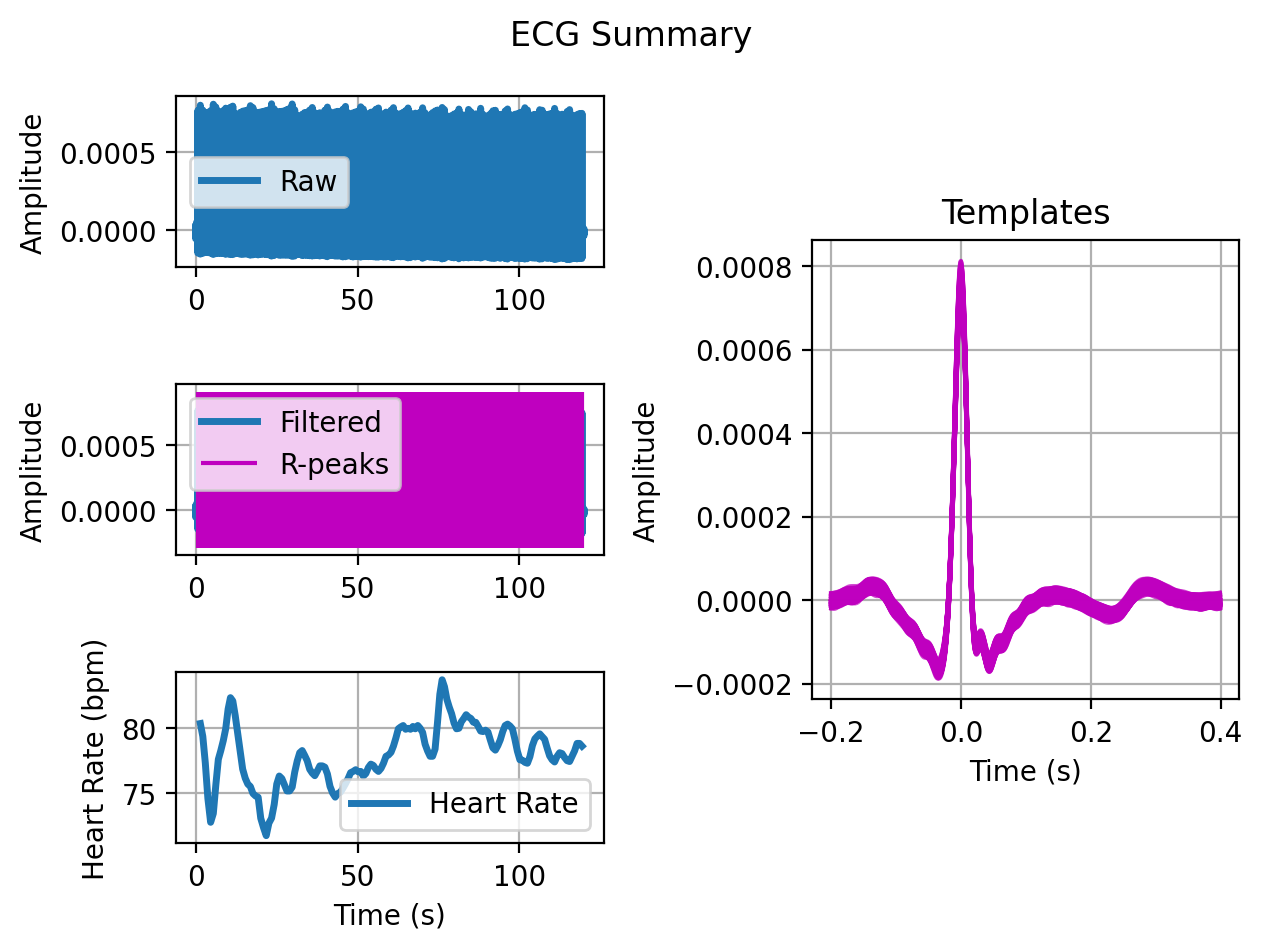 ECG Summary
Amplitude
0.0005
0.0000
Raw
0
50
100
Amplitude
0.0005
0.0000
Filtered
R-peaks
0
50
100
Heart Rate (bpm)
80
75
Heart Rate
0
50
100
Time (s)
Templates
Amplitude
0.0008
0.0006
0.0004
0.0002
0.0000
−0.0002
−0.2
0.0
0.2
0.4
Time (s)